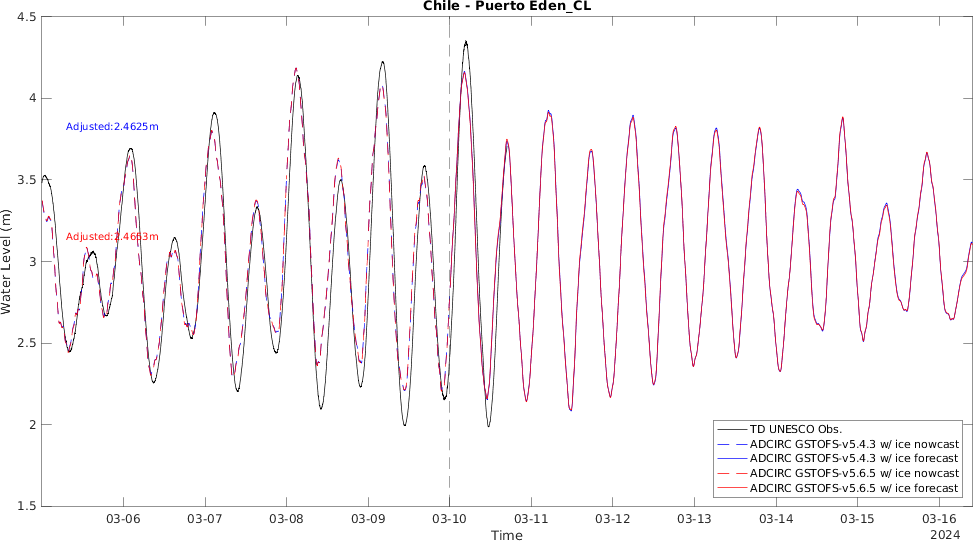 Chile - Puerto Eden_CL
4.5
4
3.5
3
2.5
2
1.5
Water Level (m)
Adjusted:2.4625m
Adjusted:2.4663m
TD UNESCO Obs.
ADCIRC GSTOFS-v5.4.3 w/ ice nowcast
ADCIRC GSTOFS-v5.4.3 w/ ice forecast
ADCIRC GSTOFS-v5.6.5 w/ ice nowcast
ADCIRC GSTOFS-v5.6.5 w/ ice forecast
03-06 03-07 03-08 03-09 03-10 03-11 03-12 03-13 03-14 03-15 03-16
2024
Time